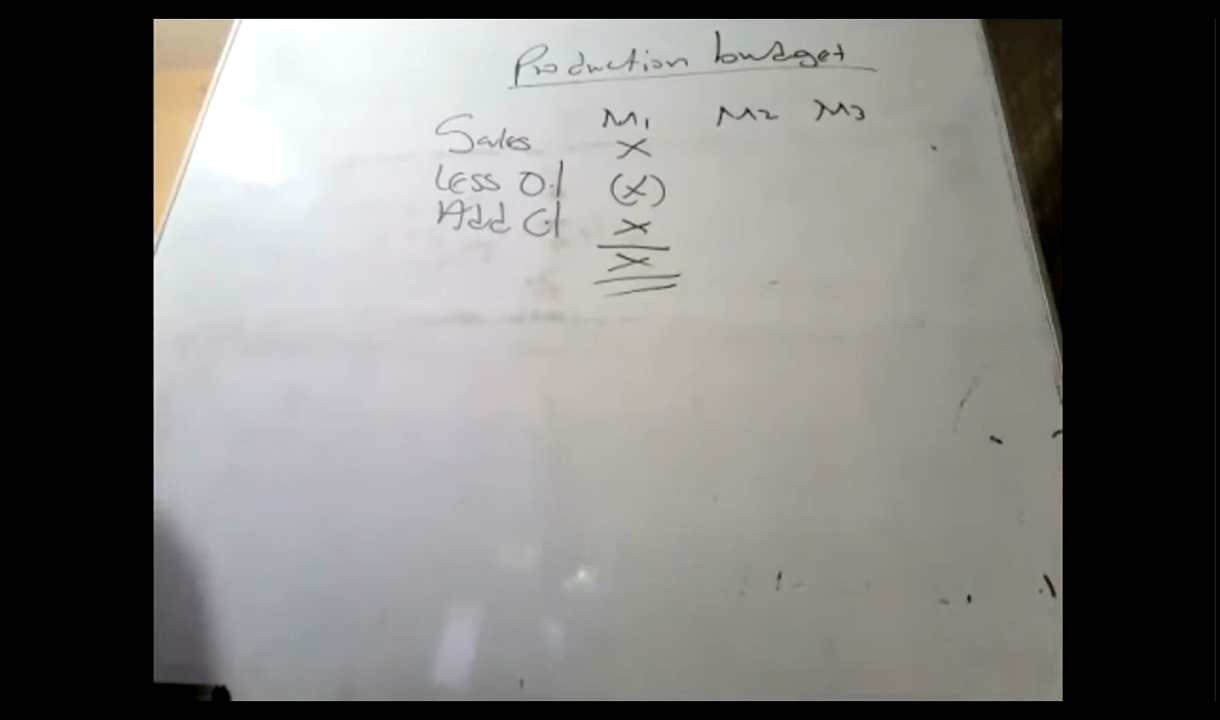 Production budget
M1 M2 M3
Sales X
Less O.I (X)
Add C.I X
X